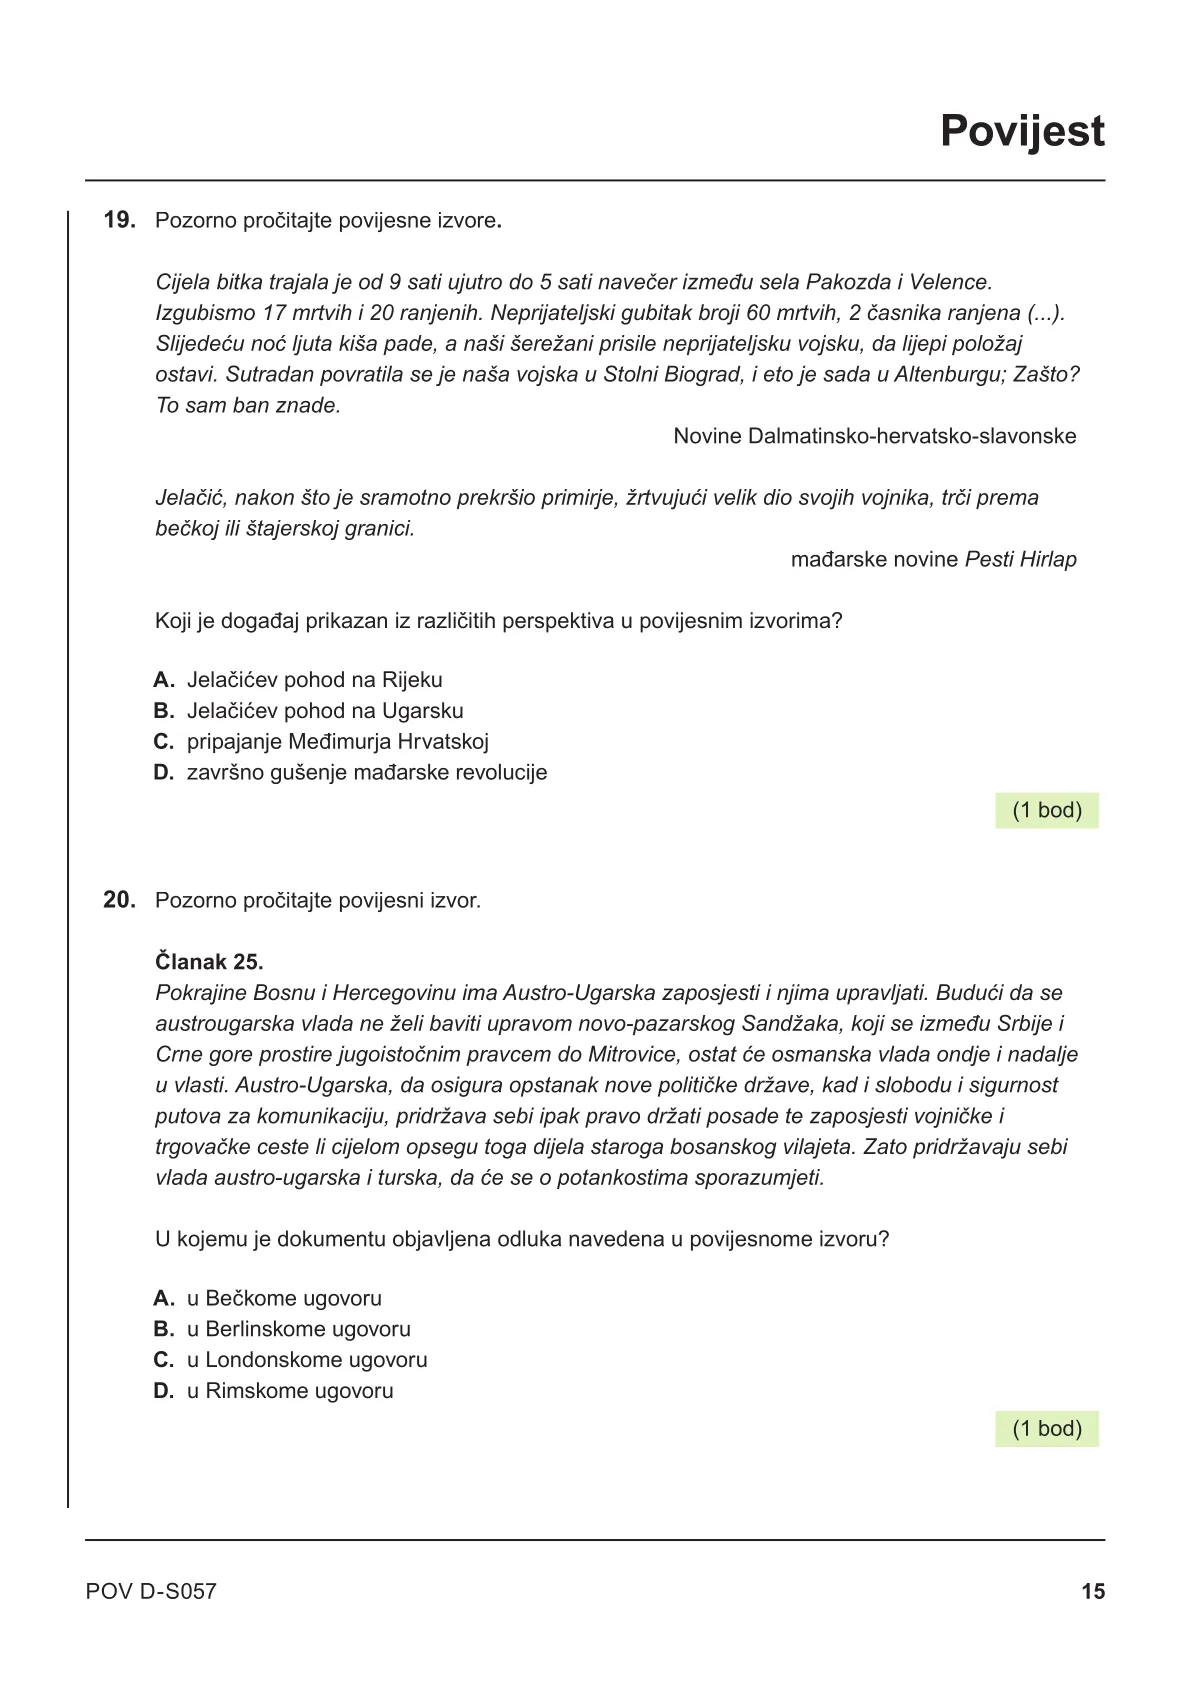 Povijest
19. Pozorno pročitajte povijesne izvore.
Cijela bitka trajala je od 9 sati ujutro do 5 sati navečer između sela Pakozda i Velence.
Izgubismo 17 mrtvih i 20 ranjenih. Neprijateljski gubitak broji 60 mrtvih, 2 časnika ranjena (...).
Slijedeću noć ljuta kiša pade, a naši šerežani prisile neprijateljsku vojsku, da lijepi položaj
ostavi. Sutradan povratila se je naša vojska u Stolni Biograd, i eto je sada u Altenburgu; Zašto?
To sam ban znade.
Novine Dalmatinsko-hervatsko-slavonske
Jelačić, nakon što je sramotno prekršio primirje, žrtvujući velik dio svojih vojnika, trči prema
bečkoj ili štajerskoj granici.
mađarske novine Pesti Hirlap
Koji je događaj prikazan iz različitih perspektiva u povijesnim izvorima?
A. Jelačićev pohod na Rijeku
B. Jelačićev pohod na Ugarsku
C. pripajanje Međimurja Hrvatskoj
D. završno gušenje mađarske revolucije
(1 bod)
20. Pozorno pročitajte povijesni izvor.
Članak 25.
Pokrajine Bosnu i Hercegovinu ima Austro-Ugarska zaposjesti i njima upravljati. Budući da se
austrougarska vlada ne želi baviti upravom novo-pazarskog Sandžaka, koji se između Srbije i
Crne gore prostire jugoistočnim pravcem do Mitrovice, ostat će osmanska vlada ondje i nadalje
u vlasti. Austro-Ugarska, da osigura opstanak nove političke države, kad i slobodu i sigurnost
putova za komunikaciju, pridržava sebi ipak pravo držati posade te zaposjesti vojničke i
trgovačke ceste li cijelom opsegu toga dijela staroga bosanskog vilajeta. Zato pridržavaju sebi
vlada austro-ugarska i turska, da će se o potankostima sporazumjeti.
U kojemu je dokumentu objavljena odluka navedena u povijesnome izvoru?
A. u Bečkome ugovoru
B. u Berlinskome ugovoru
C. u Londonskome ugovoru
D. u Rimskome ugovoru
(1 bod)
POV D-S057
15